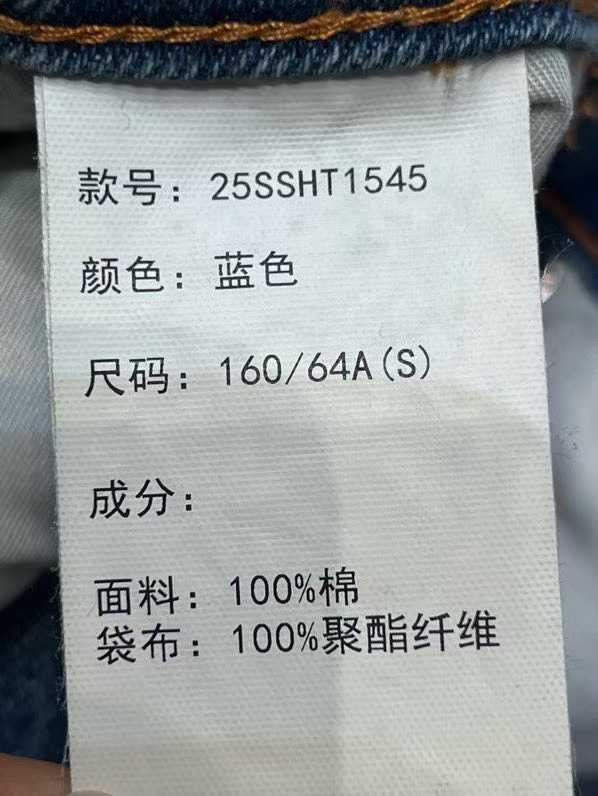 款号：25SSHT1545
颜色：蓝色
尺码：160/64A(S)
成分：
面料：100%棉
袋布：100%聚酯纤维